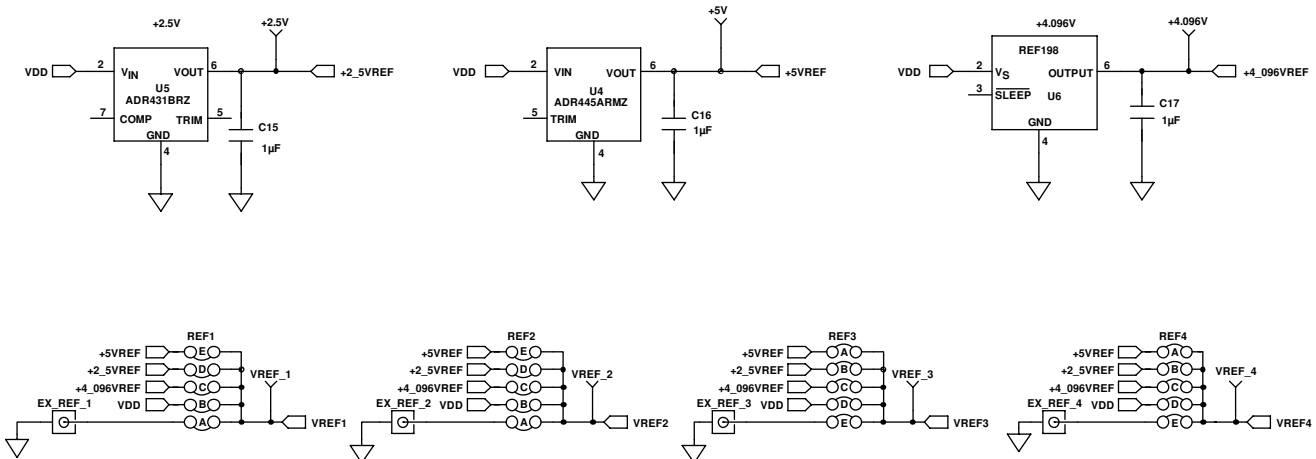 +2.5V
+2.5V
VDD
2
VIN
VOUT
6
+2_5VREF
U5
ADR431BRZ
7
COMP
TRIM
5
GND
4
C15
1µF
+5V
VDD
2
VIN
VOUT
6
+5VREF
U4
ADR445ARMZ
5
TRIM
GND
4
C16
1µF
+4.096V
+4.096V
REF198
VDD
2
VS
OUTPUT
6
+4_096VREF
3
SLEEP
U6
GND
4
C17
1µF
REF1
+5VREF
E
+2_5VREF
D
VREF_1
+4_096VREF
C
EX_REF_1
VDD
B
A
VREF1
REF2
+5VREF
E
+2_5VREF
D
VREF_2
+4_096VREF
C
EX_REF_2
VDD
B
A
VREF2
REF3
+5VREF
A
+2_5VREF
B
VREF_3
+4_096VREF
C
EX_REF_3
VDD
D
E
VREF3
REF4
+5VREF
A
+2_5VREF
B
VREF_4
+4_096VREF
C
EX_REF_4
VDD
D
E
VREF4